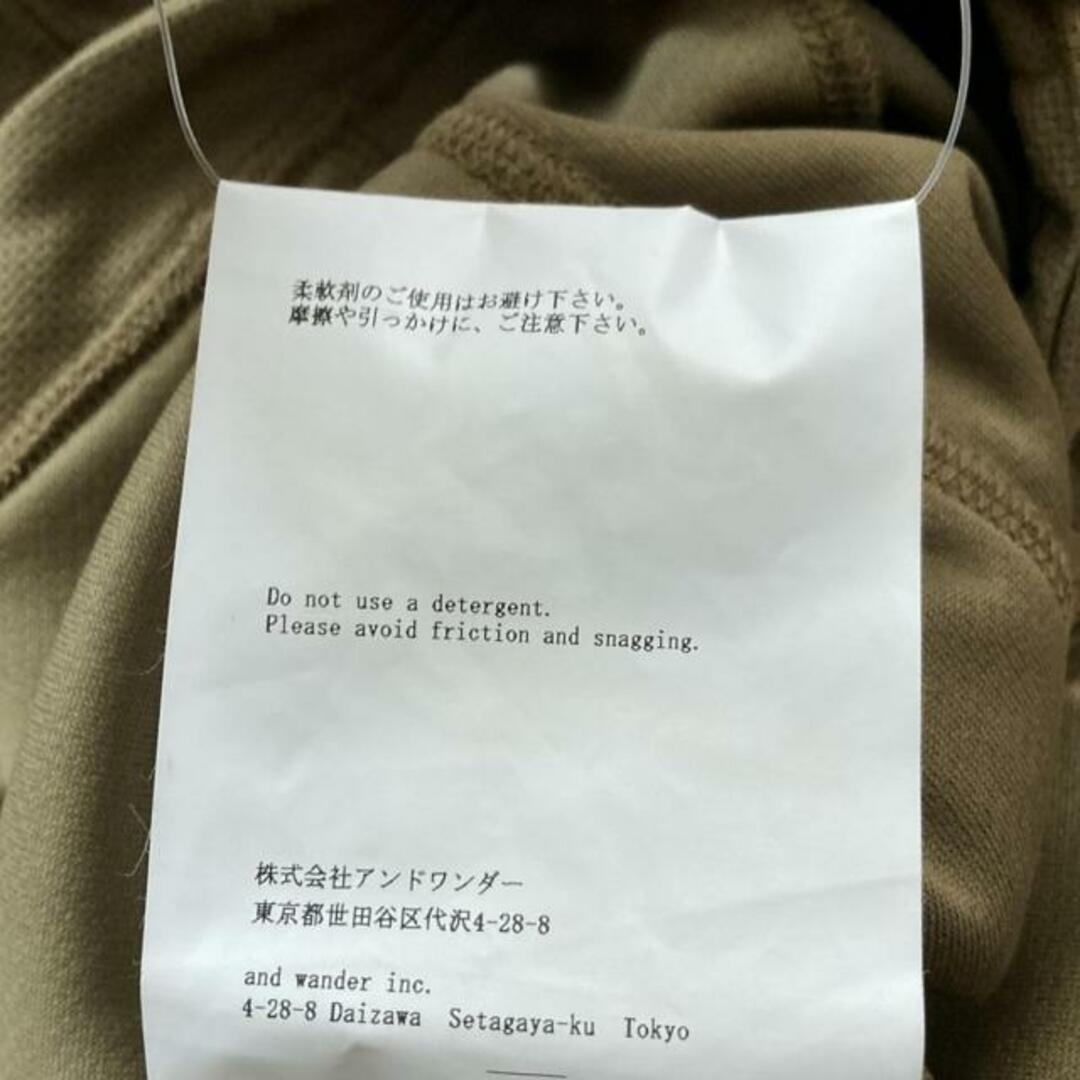 柔軟剤のご使用はお避け下さい。
摩擦や引っかけに、ご注意下さい。
Do not use a detergent.
Please avoid friction and snagging.
株式会社アンドワンダー
東京都世田谷区代沢4-28-8
and wander inc.
4-28-8 Daizawa Setagaya-ku Tokyo